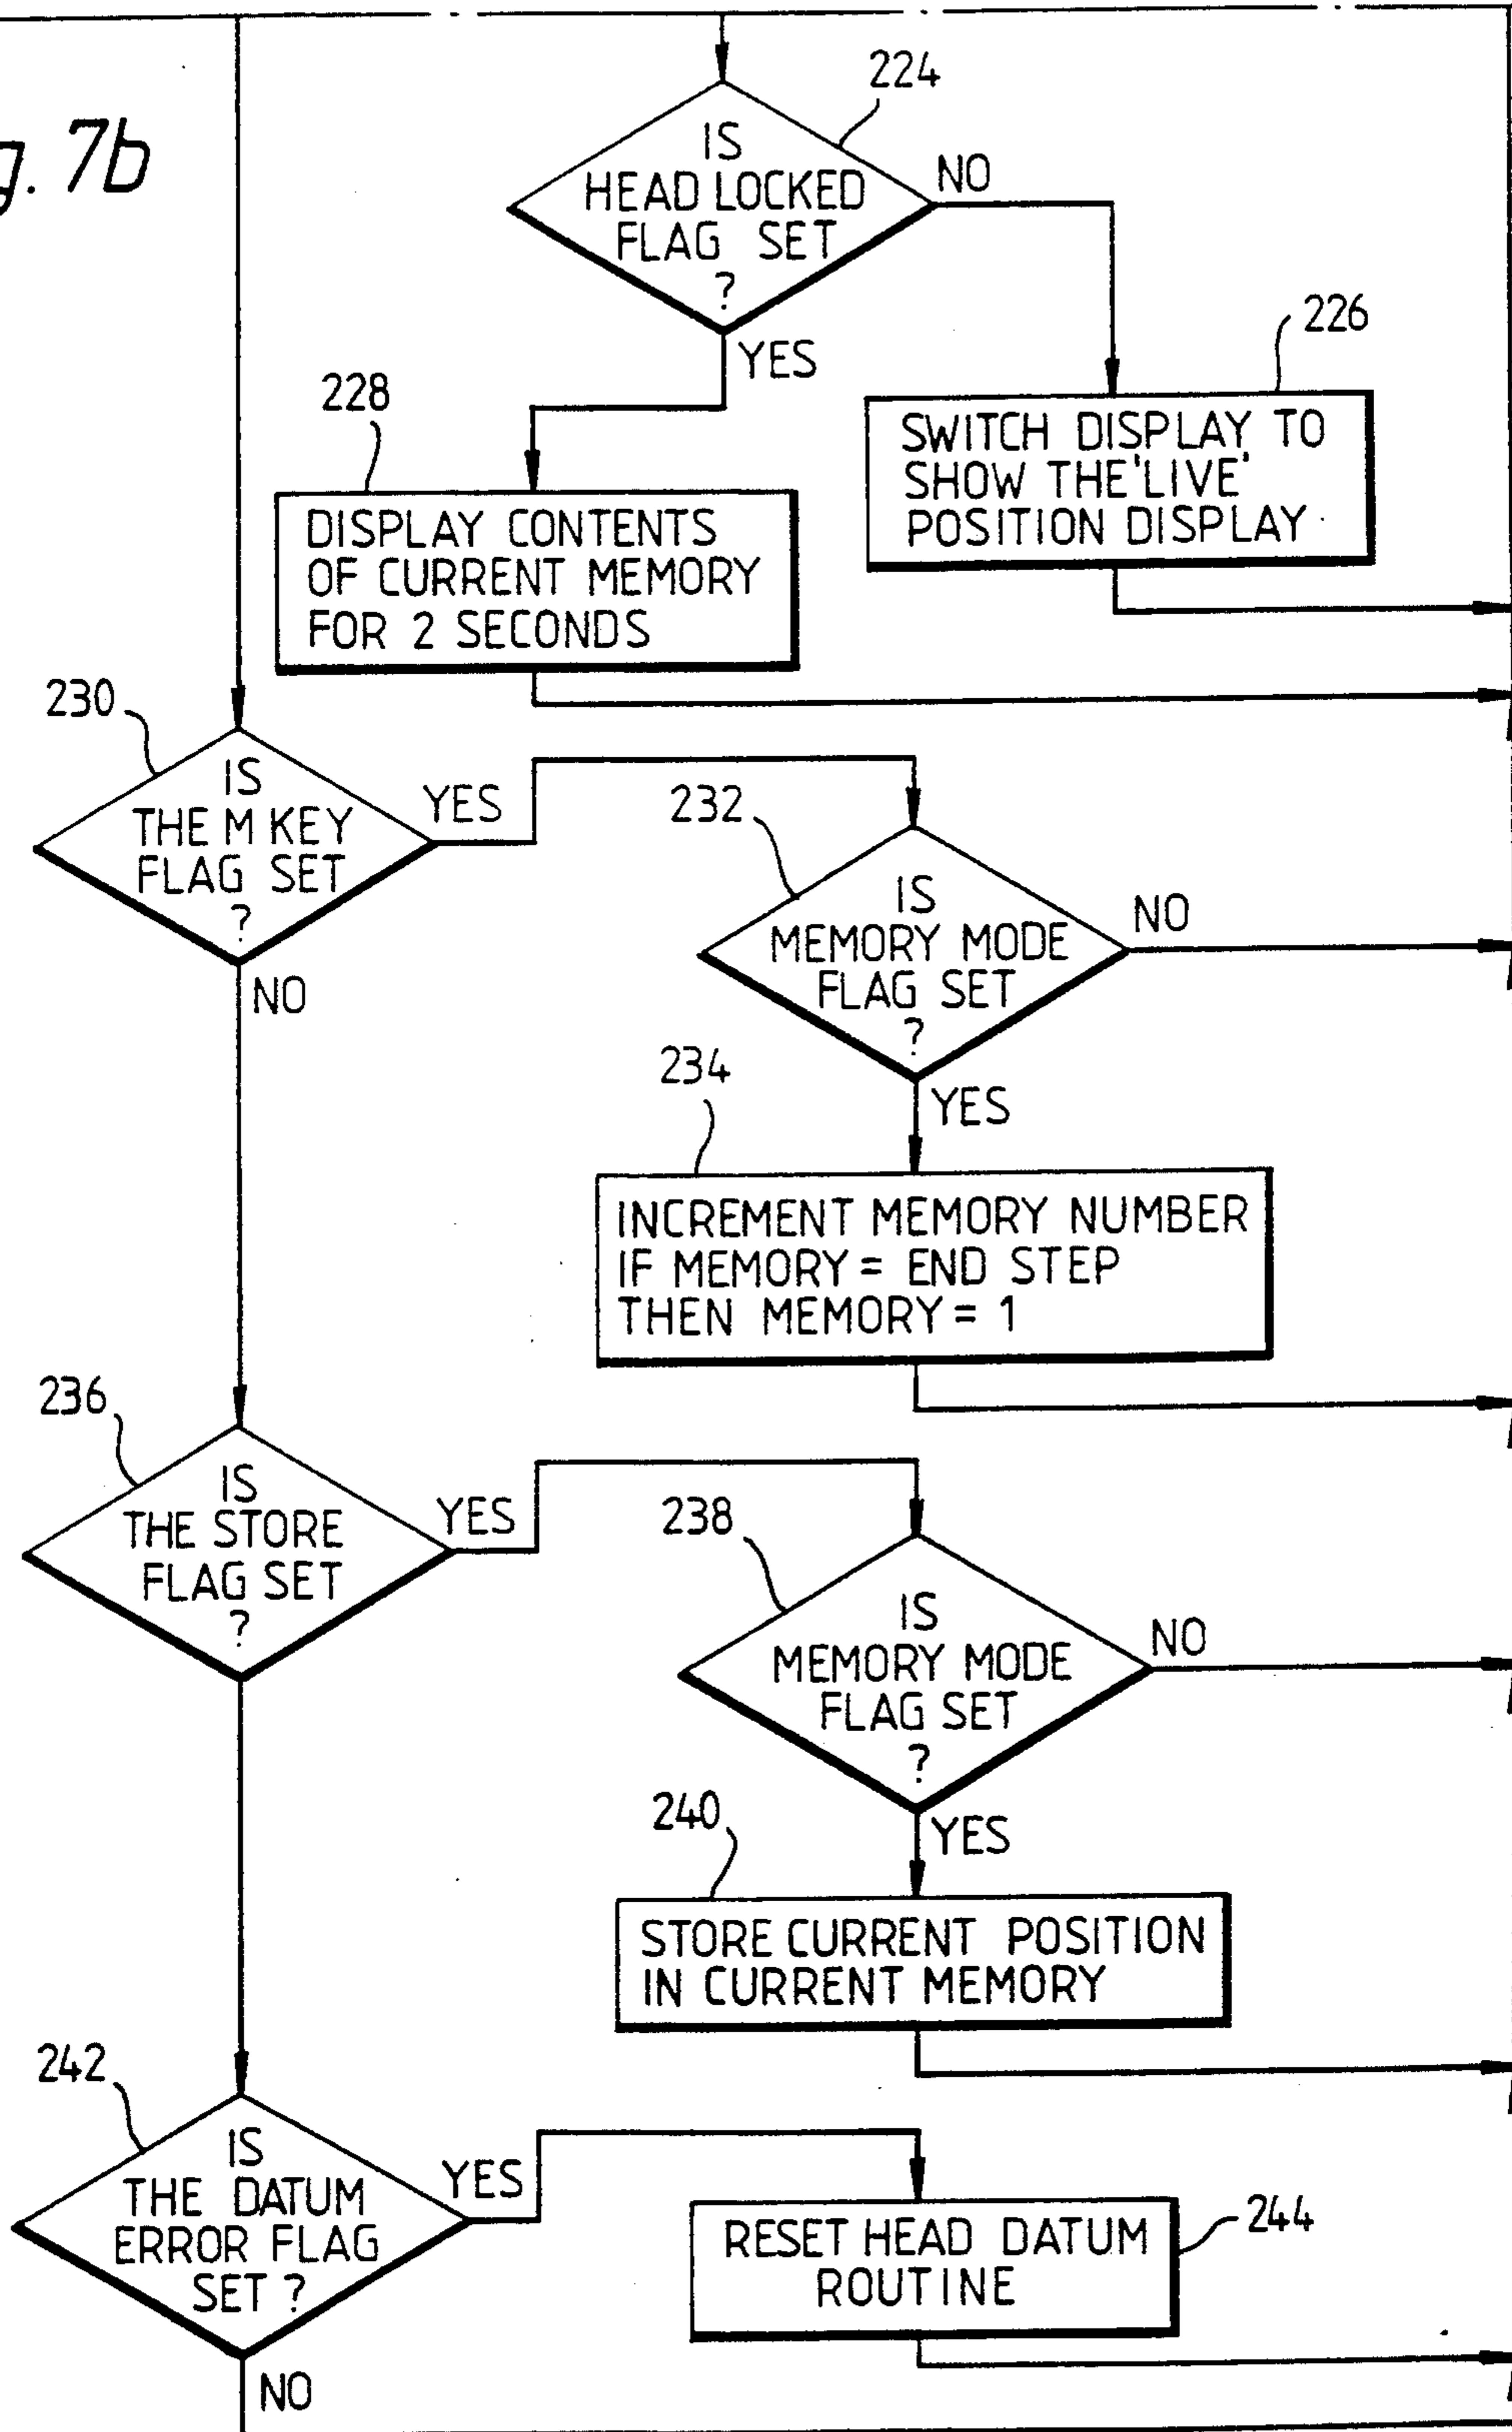 g. 7b
224
IS
HEAD LOCKED
FLAG SET
?
NO
YES
226
SWITCH DISPLAY TO
SHOW THE 'LIVE'
POSITION DISPLAY
228
DISPLAY CONTENTS
OF CURRENT MEMORY
FOR 2 SECONDS
230
IS
THE M KEY
FLAG SET
?
YES
NO
232
IS
MEMORY MODE
FLAG SET
?
NO
YES
234
INCREMENT MEMORY NUMBER
IF MEMORY = END STEP
THEN MEMORY = 1
236
IS
THE STORE
FLAG SET
?
YES
238
IS
MEMORY MODE
FLAG SET
?
NO
YES
240
STORE CURRENT POSITION
IN CURRENT MEMORY
242
IS
THE DATUM
ERROR FLAG
SET ?
YES
NO
244
RESET HEAD DATUM
ROUTINE